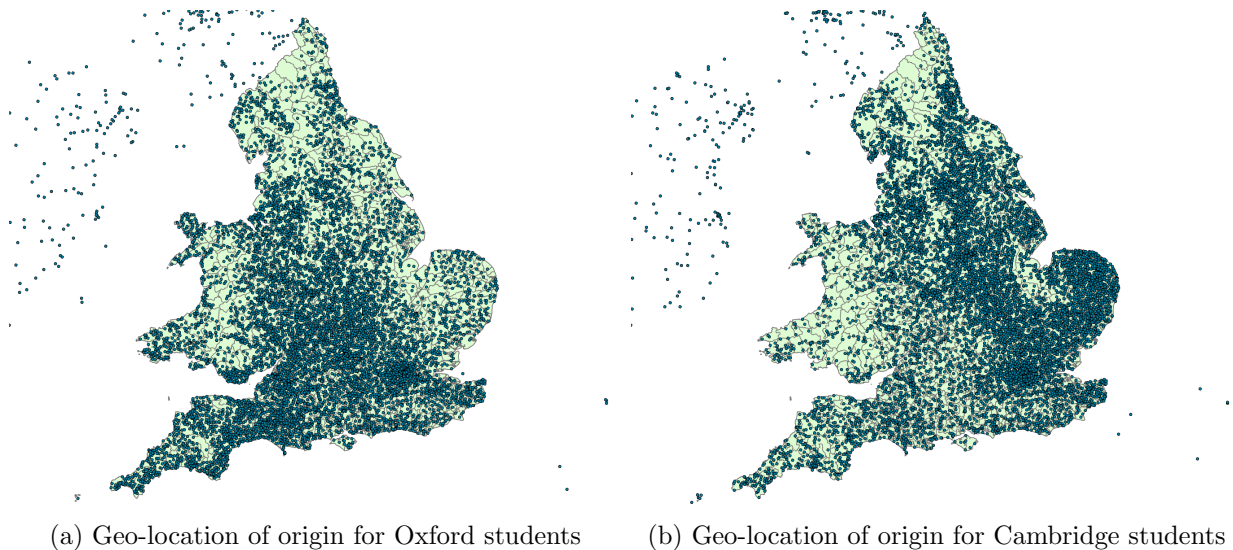 (a) Geo-location of origin for Oxford students
(b) Geo-location of origin for Cambridge students